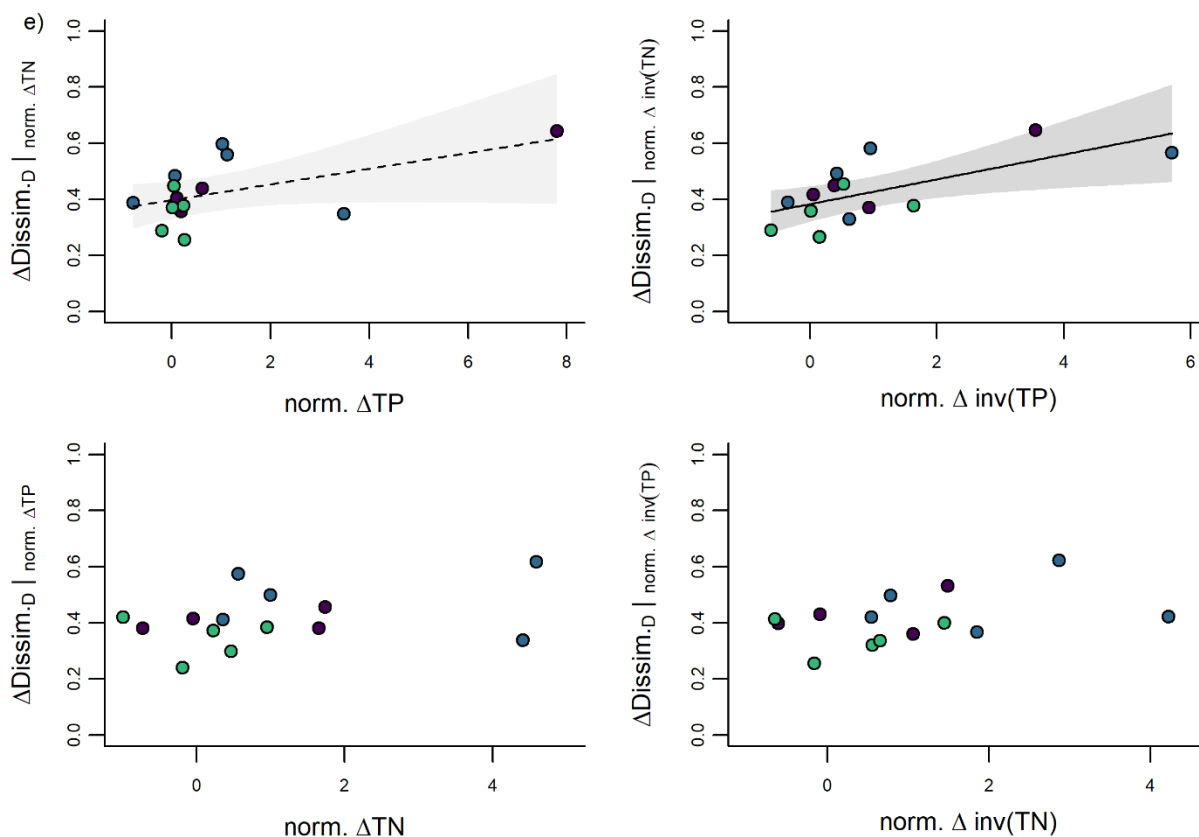 e)
ΔDissim.D | norm. ΔTN
1.0
0.8
0.6
0.4
0.2
0.0
0 2 4 6 8
norm. ΔTP
ΔDissim.D | norm. Δ inv(TN)
1.0
0.8
0.6
0.4
0.2
0.0
0 2 4 6
norm. Δ inv(TP)
ΔDissim.D | norm. ΔTP
1.0
0.8
0.6
0.4
0.2
0.0
0 2 4
norm. ΔTN
ΔDissim.D | norm. Δ inv(TP)
1.0
0.8
0.6
0.4
0.2
0.0
0 2 4
norm. Δ inv(TN)